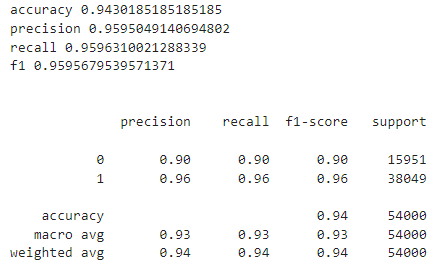 accuracy 0.9430185185185185
precision 0.9595049140694802
recall 0.9596310021288339
f1 0.9595679539571371
precision recall f1-score support
0 0.90 0.90 0.90 15951
1 0.96 0.96 0.96 38049
accuracy 0.94 54000
macro avg 0.93 0.93 0.93 54000
weighted avg 0.94 0.94 0.94 54000